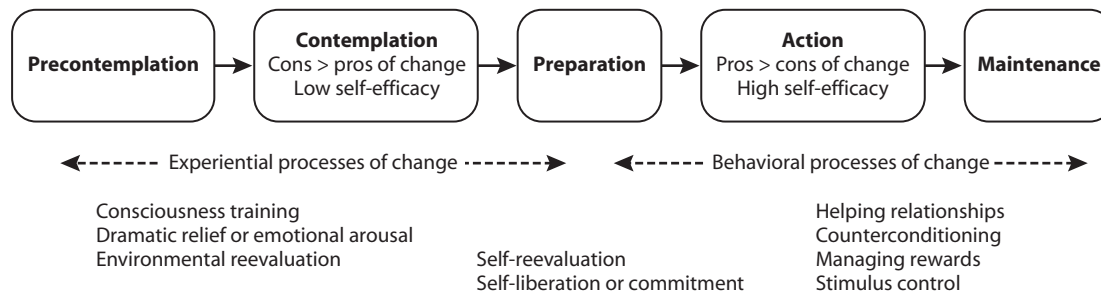 Precontemplation
Contemplation
Cons > pros of change
Low self-efficacy
Preparation
Action
Pros > cons of change
High self-efficacy
Maintenance
Experiential processes of change
Behavioral processes of change
Consciousness training
Dramatic relief or emotional arousal
Environmental reevaluation
Self-reevaluation
Self-liberation or commitment
Helping relationships
Counterconditioning
Managing rewards
Stimulus control